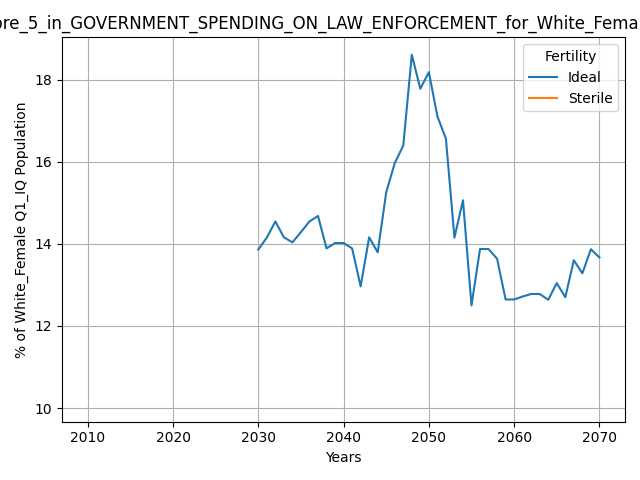 ore_5_in_GOVERNMENT_SPENDING_ON_LAW_ENFORCEMENT_for_White_Fema
Fertility
Ideal
Sterile
% of White_Female Q1_IQ Population
18
16
14
12
10
2010 2020 2030 2040 2050 2060 2070
Years